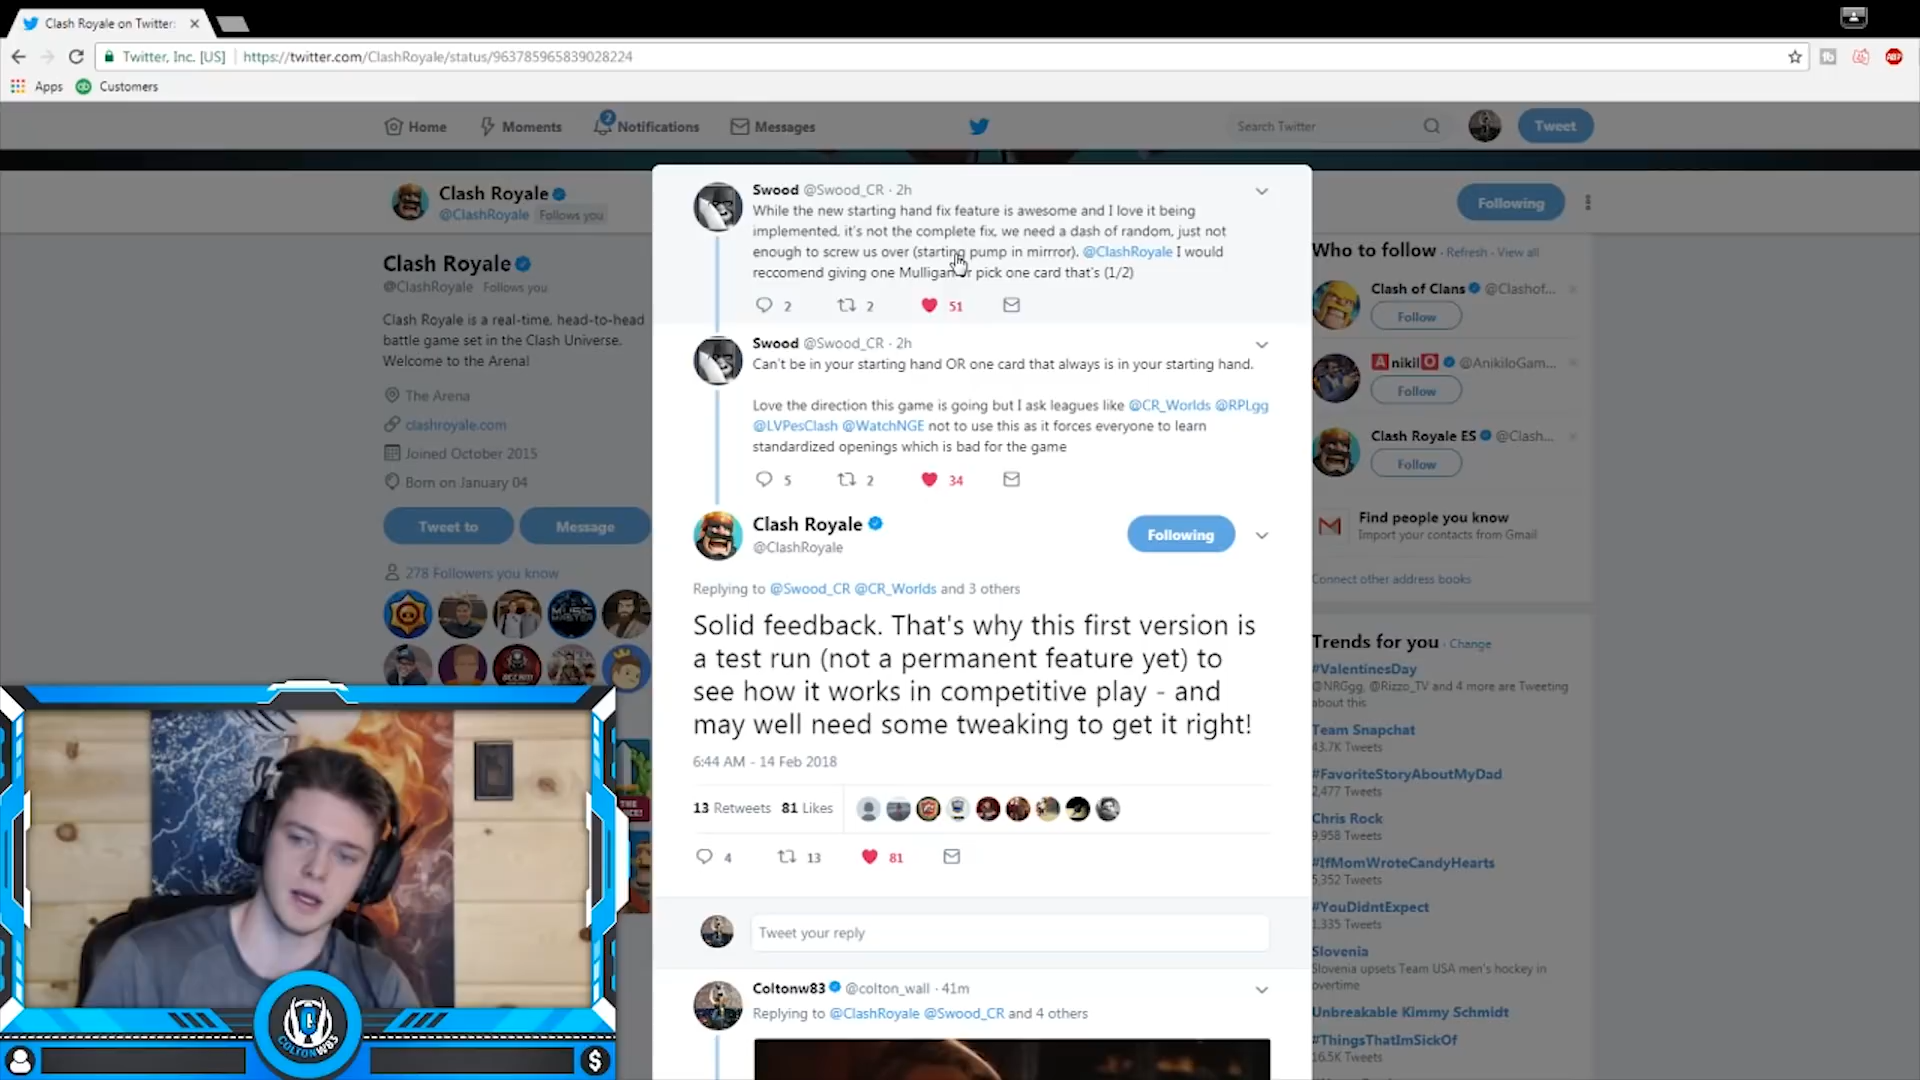 Clash Royale on Twitter:
Twitter, Inc. [US]
https://twitter.com/ClashRoyale/status/963785965839028224
Apps
Customers
Home
Moments
2
Notifications
Messages
Search Twitter
Tweet
Clash Royale
@ClashRoyale Follows you
Following
Clash Royale
@ClashRoyale Follows you
Clash Royale is a real-time, head-to-head
battle game set in the Clash Universe.
Welcome to the Arena!
The Arena
clashroyale.com
Joined October 2015
Born on January 04
Tweet to
Message
278 Followers you know
Swood @Swood_CR · 2h
While the new starting hand fix feature is awesome and I love it being
implemented, it's not the complete fix, we need a dash of random, just not
enough to screw us over (starting pump in mirrror). @ClashRoyale I would
reccomend giving one Mulligan or pick one card that's (1/2)
2 2 51
Swood @Swood_CR · 2h
Can't be in your starting hand OR one card that always is in your starting hand.
Love the direction this game is going but I ask leagues like @CR_Worlds @RPLgg
@LVPesClash @WatchNGE not to use this as it forces everyone to learn
standardized openings which is bad for the game
5 2 34
Clash Royale
@ClashRoyale
Following
Replying to @Swood_CR @CR_Worlds and 3 others
Solid feedback. That's why this first version is
a test run (not a permanent feature yet) to
see how it works in competitive play - and
may well need some tweaking to get it right!
6:44 AM - 14 Feb 2018
13 Retweets 81 Likes
4 13 81
Tweet your reply
Coltonw83 @colton_wall · 41m
Replying to @ClashRoyale @Swood_CR and 4 others
Who to follow · Refresh · View all
Clash of Clans @Clashof...
Follow
AnikilO @AnikiloGam...
Follow
Clash Royale ES @Clash...
Follow
Find people you know
Import your contacts from Gmail
Connect other address books
Trends for you · Change
#ValentinesDay
@NRGgg, @Rizzo_TV and 4 more are Tweeting
about this
Team Snapchat
43.7K Tweets
#FavoriteStoryAboutMyDad
2,477 Tweets
Chris Rock
9,958 Tweets
#IfMomWroteCandyHearts
5,352 Tweets
#YouDidntExpect
1,335 Tweets
Slovenia
Slovenia upsets Team USA men's hockey in
overtime
Unbreakable Kimmy Schmidt
#ThingsThatImSickOf
16.5K Tweets
COLTONW83
$